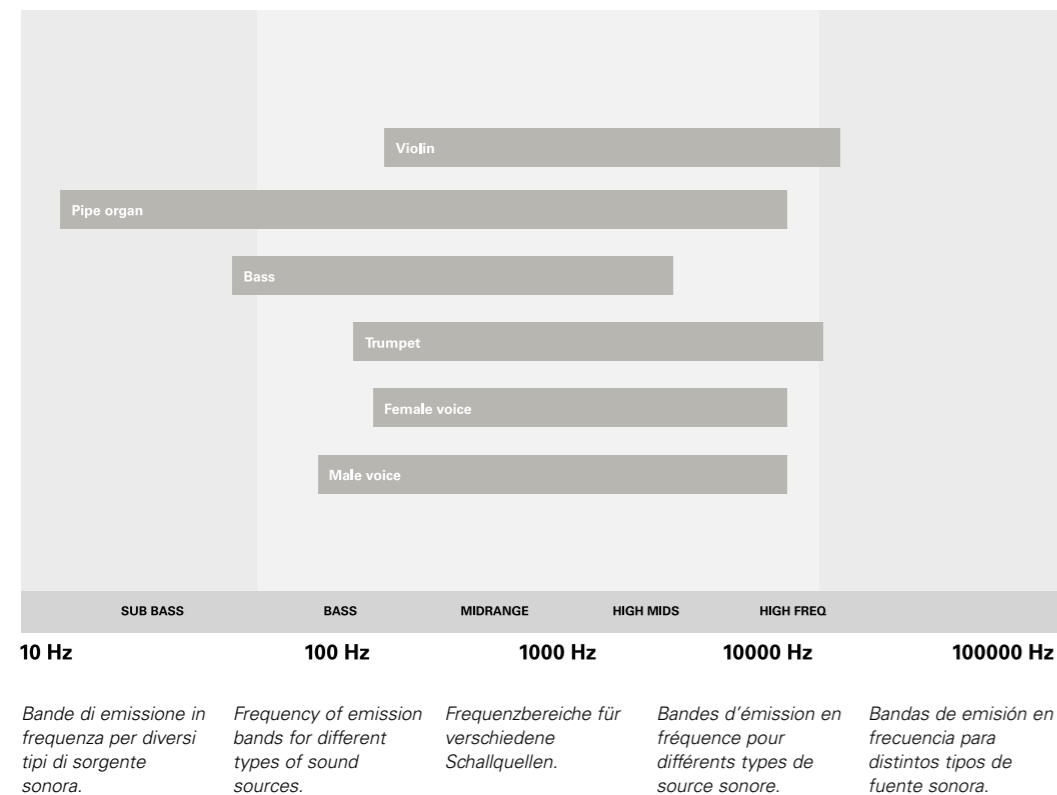 Violin
Pipe organ
Bass
Trumpet
Female voice
Male voice
SUB BASS BASS MIDRANGE HIGH MIDS HIGH FREQ
10 Hz 100 Hz 1000 Hz 10000 Hz 100000 Hz
Bande di emissione in
frequenza per diversi
tipi di sorgente
sonora.
Frequency of emission
bands for different
types of sound
sources.
Frequenzbereiche für
verschiedene
Schallquellen.
Bandes d’émission en
fréquence pour
différents types de
source sonore.
Bandas de emisión en
frecuencia para
distintos tipos de
fuente sonora.